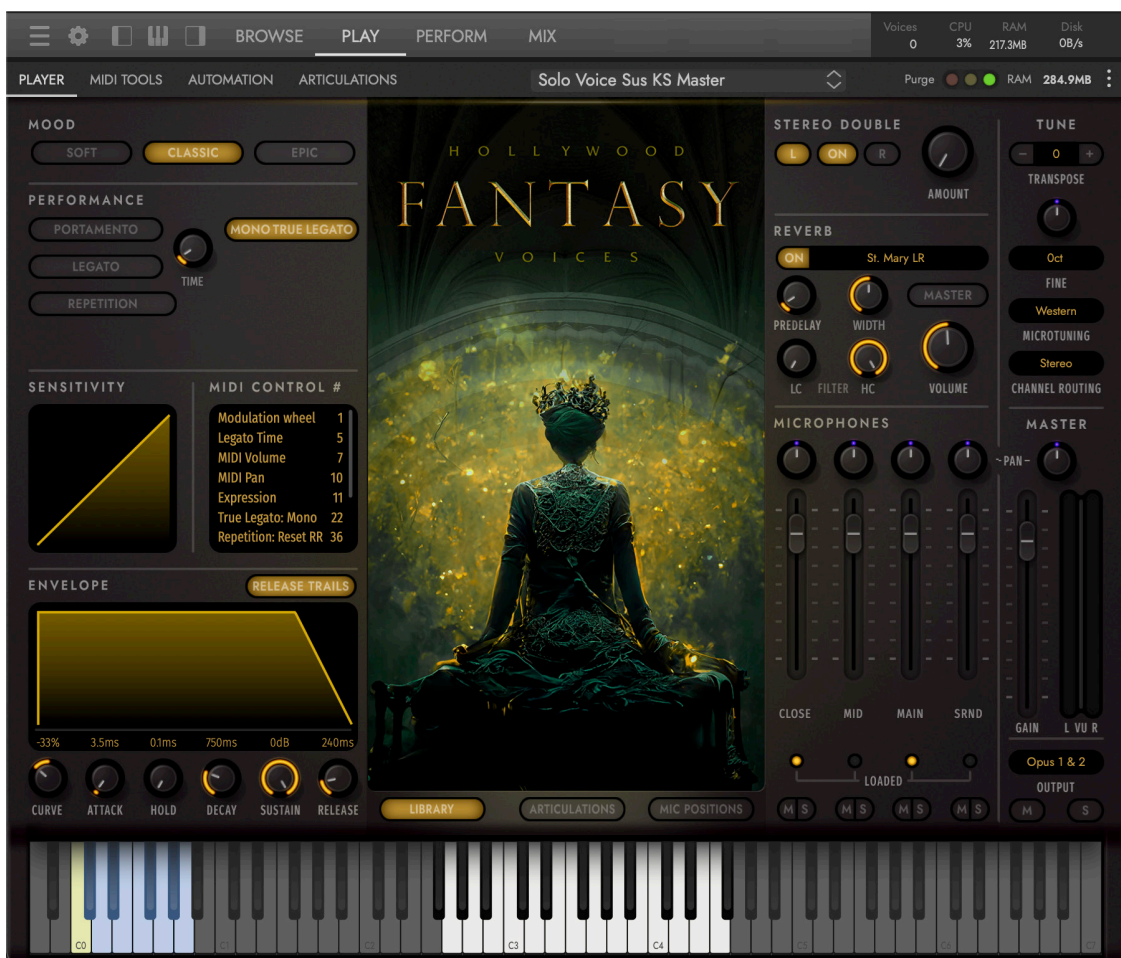 BROWSE PLAY PERFORM MIX
Voices CPU RAM Disk
0 3% 217.3MB 0B/s
PLAYER MIDI TOOLS AUTOMATION ARTICULATIONS
Solo Voice Sus KS Master
Purge RAM 284.9MB
MOOD
SOFT CLASSIC EPIC
PERFORMANCE
PORTAMENTO
MONO TRUE LEGATO
LEGATO
TIME
REPETITION
SENSITIVITY
MIDI CONTROL #
Modulation wheel 1
Legato Time 5
MIDI Volume 7
MIDI Pan 10
Expression 11
True Legato: Mono 22
Repetition: Reset RR 36
ENVELOPE
RELEASE TRAILS
-33% 3.5ms 0.1ms 750ms 0dB 240ms
CURVE ATTACK HOLD DECAY SUSTAIN RELEASE
HOLLYWOOD
FANTASY
VOICES
LIBRARY ARTICULATIONS MIC POSITIONS
STEREO DOUBLE
L ON R
AMOUNT
REVERB
ON St. Mary LR
MASTER
PREDELAY WIDTH
LC FILTER HC VOLUME
MICROPHONES
~PAN-
CLOSE MID MAIN SRND
LOADED
M S M S M S M S
TUNE
- 0 +
TRANSPOSE
0ct
FINE
Western
MICROTUNING
Stereo
CHANNEL ROUTING
MASTER
GAIN L VU R
Opus 1 & 2
OUTPUT
M S
C0 C1 C2 C3 C4 C5 C6 C7